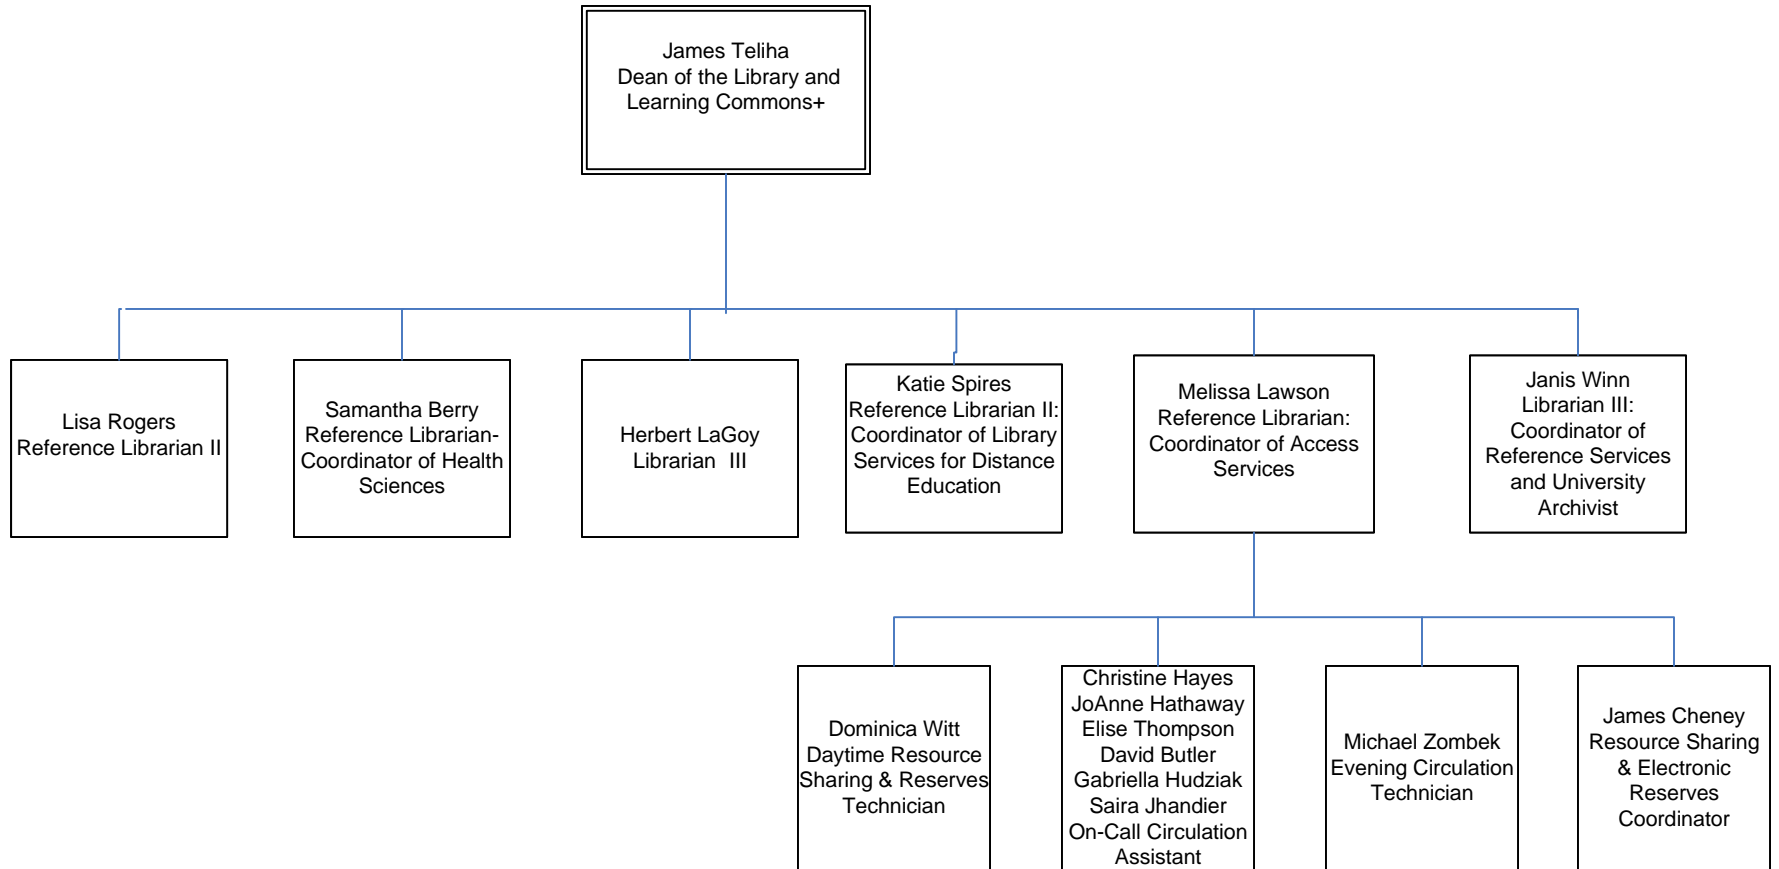 James Teliha
Dean of the Library and
Learning Commons+
Lisa Rogers
Reference Librarian II
Samantha Berry
Reference Librarian-
Coordinator of Health
Sciences
Herbert LaGoy
Librarian III
Katie Spires
Reference Librarian II:
Coordinator of Library
Services for Distance
Education
Melissa Lawson
Reference Librarian:
Coordinator of Access
Services
Janis Winn
Librarian III:
Coordinator of
Reference Services
and University
Archivist
Dominica Witt
Daytime Resource
Sharing & Reserves
Technician
Christine Hayes
JoAnne Hathaway
Elise Thompson
David Butler
Gabriella Hudziak
Saira Jhandier
On-Call Circulation
Assistant
Michael Zombek
Evening Circulation
Technician
James Cheney
Resource Sharing
& Electronic
Reserves
Coordinator